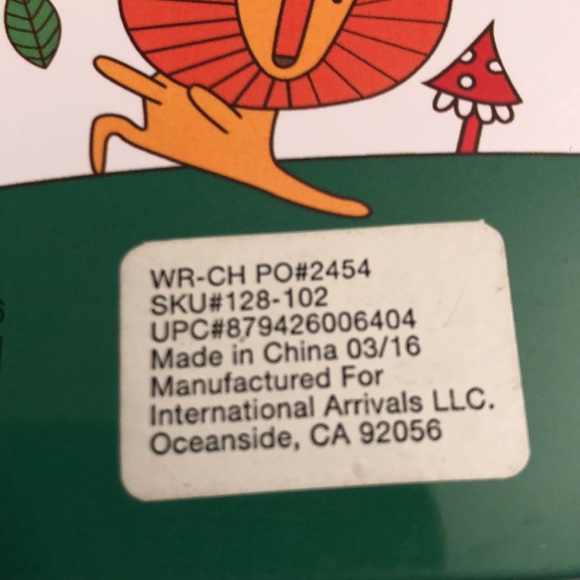 WR-CH PO#2454
SKU#128-102
UPC#879426006404
Made in China 03/16
Manufactured For
International Arrivals LLC.
Oceanside, CA 92056